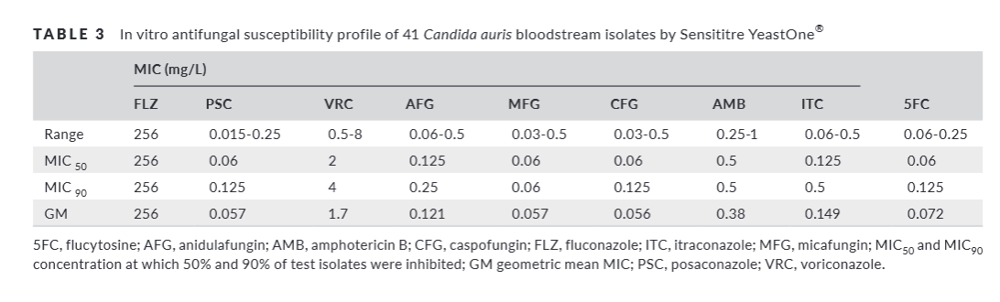 TABLE 3 In vitro antifungal susceptibility profile of 41 Candida auris bloodstream isolates by Sensititre YeastOne®
MIC (mg/L)
FLZ PSC VRC AFG MFG CFG AMB ITC 5FC
Range 256 0.015-0.25 0.5-8 0.06-0.5 0.03-0.5 0.03-0.5 0.25-1 0.06-0.5 0.06-0.25
MIC 50 256 0.06 2 0.125 0.06 0.06 0.5 0.125 0.06
MIC 90 256 0.125 4 0.25 0.06 0.125 0.5 0.5 0.125
GM 256 0.057 1.7 0.121 0.057 0.056 0.38 0.149 0.072
5FC, flucytosine; AFG, anidulafungin; AMB, amphotericin B; CFG, caspofungin; FLZ, fluconazole; ITC, itraconazole; MFG, micafungin; MIC50 and MIC90
concentration at which 50% and 90% of test isolates were inhibited; GM geometric mean MIC; PSC, posaconazole; VRC, voriconazole.